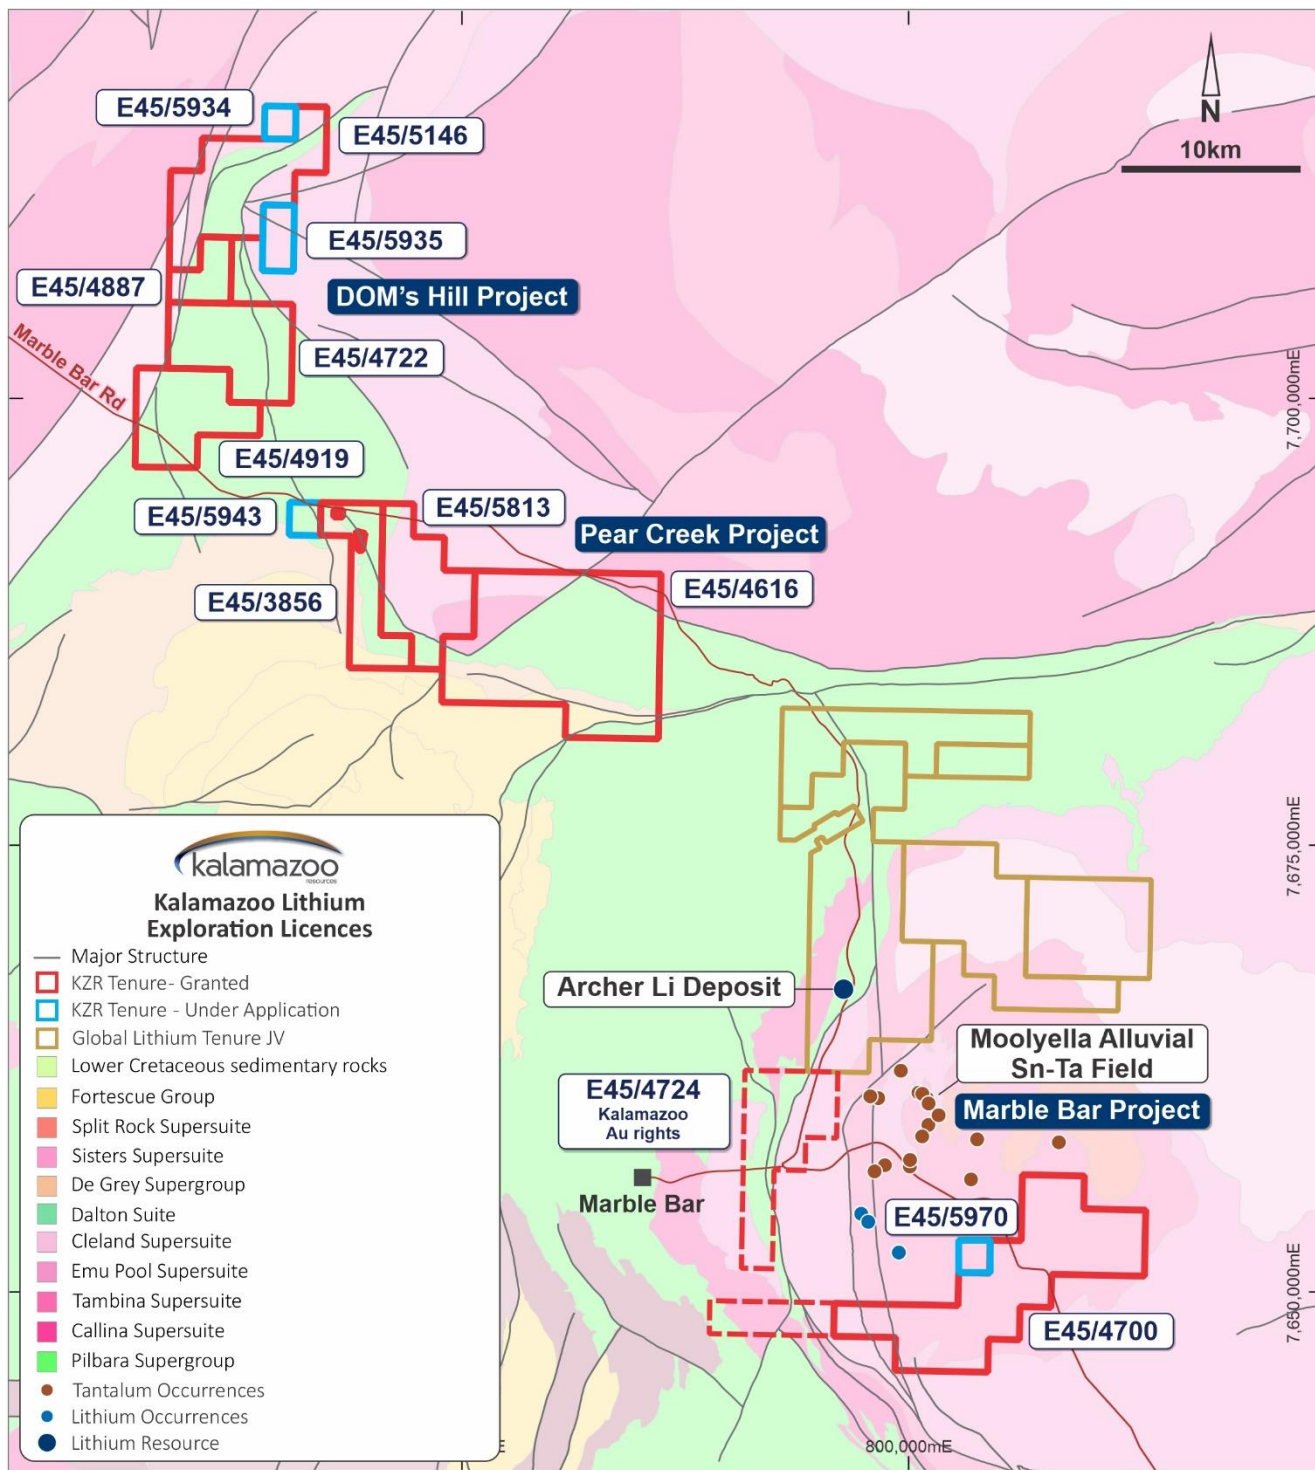 E45/5934
E45/5146
N
10km
E45/5935
E45/4887
DOM's Hill Project
Marble Bar Rd
E45/4722
7,700,000mE
E45/4919
E45/5943
E45/5813
Pear Creek Project
E45/3856
E45/4616
7,675,000mE
kalamazoo
resources
Kalamazoo Lithium
Exploration Licences
Major Structure
KZR Tenure- Granted
KZR Tenure - Under Application
Global Lithium Tenure JV
Lower Cretaceous sedimentary rocks
Fortescue Group
Split Rock Supersuite
Sisters Supersuite
De Grey Supergroup
Dalton Suite
Cleland Supersuite
Emu Pool Supersuite
Tambina Supersuite
Callina Supersuite
Pilbara Supergroup
Tantalum Occurrences
Lithium Occurrences
Lithium Resource
Archer Li Deposit
Moolyella Alluvial
Sn-Ta Field
E45/4724
Kalamazoo
Au rights
Marble Bar Project
Marble Bar
E45/5970
7,650,000mE
E45/4700
E
800,000mE